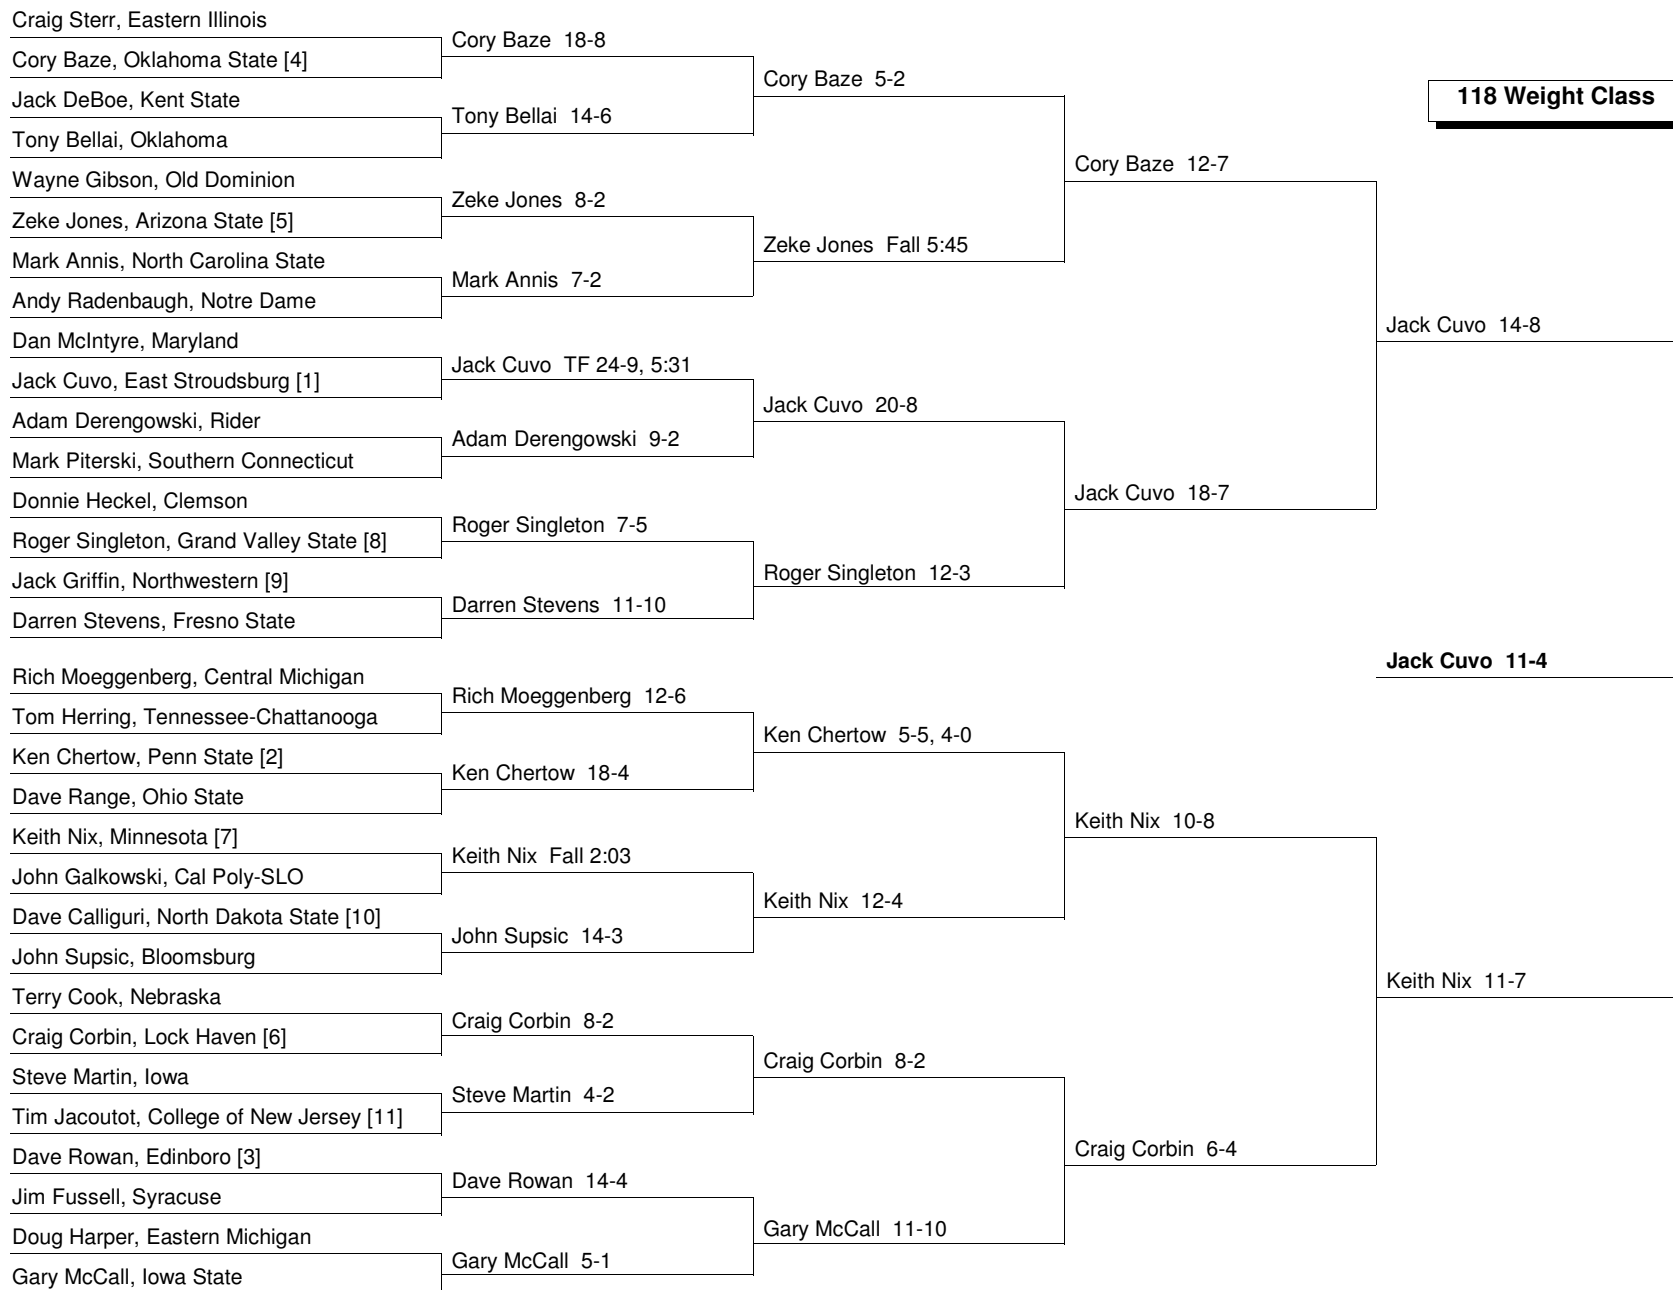 Craig Sterr, Eastern Illinois
Cory Baze, Oklahoma State [4]
Jack DeBoe, Kent State
Tony Bellai, Oklahoma
Wayne Gibson, Old Dominion
Zeke Jones, Arizona State [5]
Mark Annis, North Carolina State
Andy Radenbaugh, Notre Dame
Dan McIntyre, Maryland
Jack Cuvo, East Stroudsburg [1]
Adam Derengowski, Rider
Mark Piterski, Southern Connecticut
Donnie Heckel, Clemson
Roger Singleton, Grand Valley State [8]
Jack Griffin, Northwestern [9]
Darren Stevens, Fresno State
Rich Moeggenberg, Central Michigan
Tom Herring, Tennessee-Chattanooga
Ken Chertow, Penn State [2]
Dave Range, Ohio State
Keith Nix, Minnesota [7]
John Galkowski, Cal Poly-SLO
Dave Calliguri, North Dakota State [10]
John Supsic, Bloomsburg
Terry Cook, Nebraska
Craig Corbin, Lock Haven [6]
Steve Martin, Iowa
Tim Jacoutot, College of New Jersey [11]
Dave Rowan, Edinboro [3]
Jim Fussell, Syracuse
Doug Harper, Eastern Michigan
Gary McCall, Iowa State
Cory Baze 18-8
Tony Bellai 14-6
Zeke Jones 8-2
Mark Annis 7-2
Jack Cuvo TF 24-9, 5:31
Adam Derengowski 9-2
Roger Singleton 7-5
Darren Stevens 11-10
Rich Moeggenberg 12-6
Ken Chertow 18-4
Keith Nix Fall 2:03
John Supsic 14-3
Craig Corbin 8-2
Steve Martin 4-2
Dave Rowan 14-4
Gary McCall 5-1
Cory Baze 5-2
Zeke Jones Fall 5:45
Jack Cuvo 20-8
Roger Singleton 12-3
Ken Chertow 5-5, 4-0
Keith Nix 12-4
Craig Corbin 8-2
Gary McCall 11-10
Cory Baze 12-7
Jack Cuvo 18-7
Keith Nix 10-8
Craig Corbin 6-4
118 Weight Class
Jack Cuvo 14-8
Jack Cuvo 11-4
Keith Nix 11-7